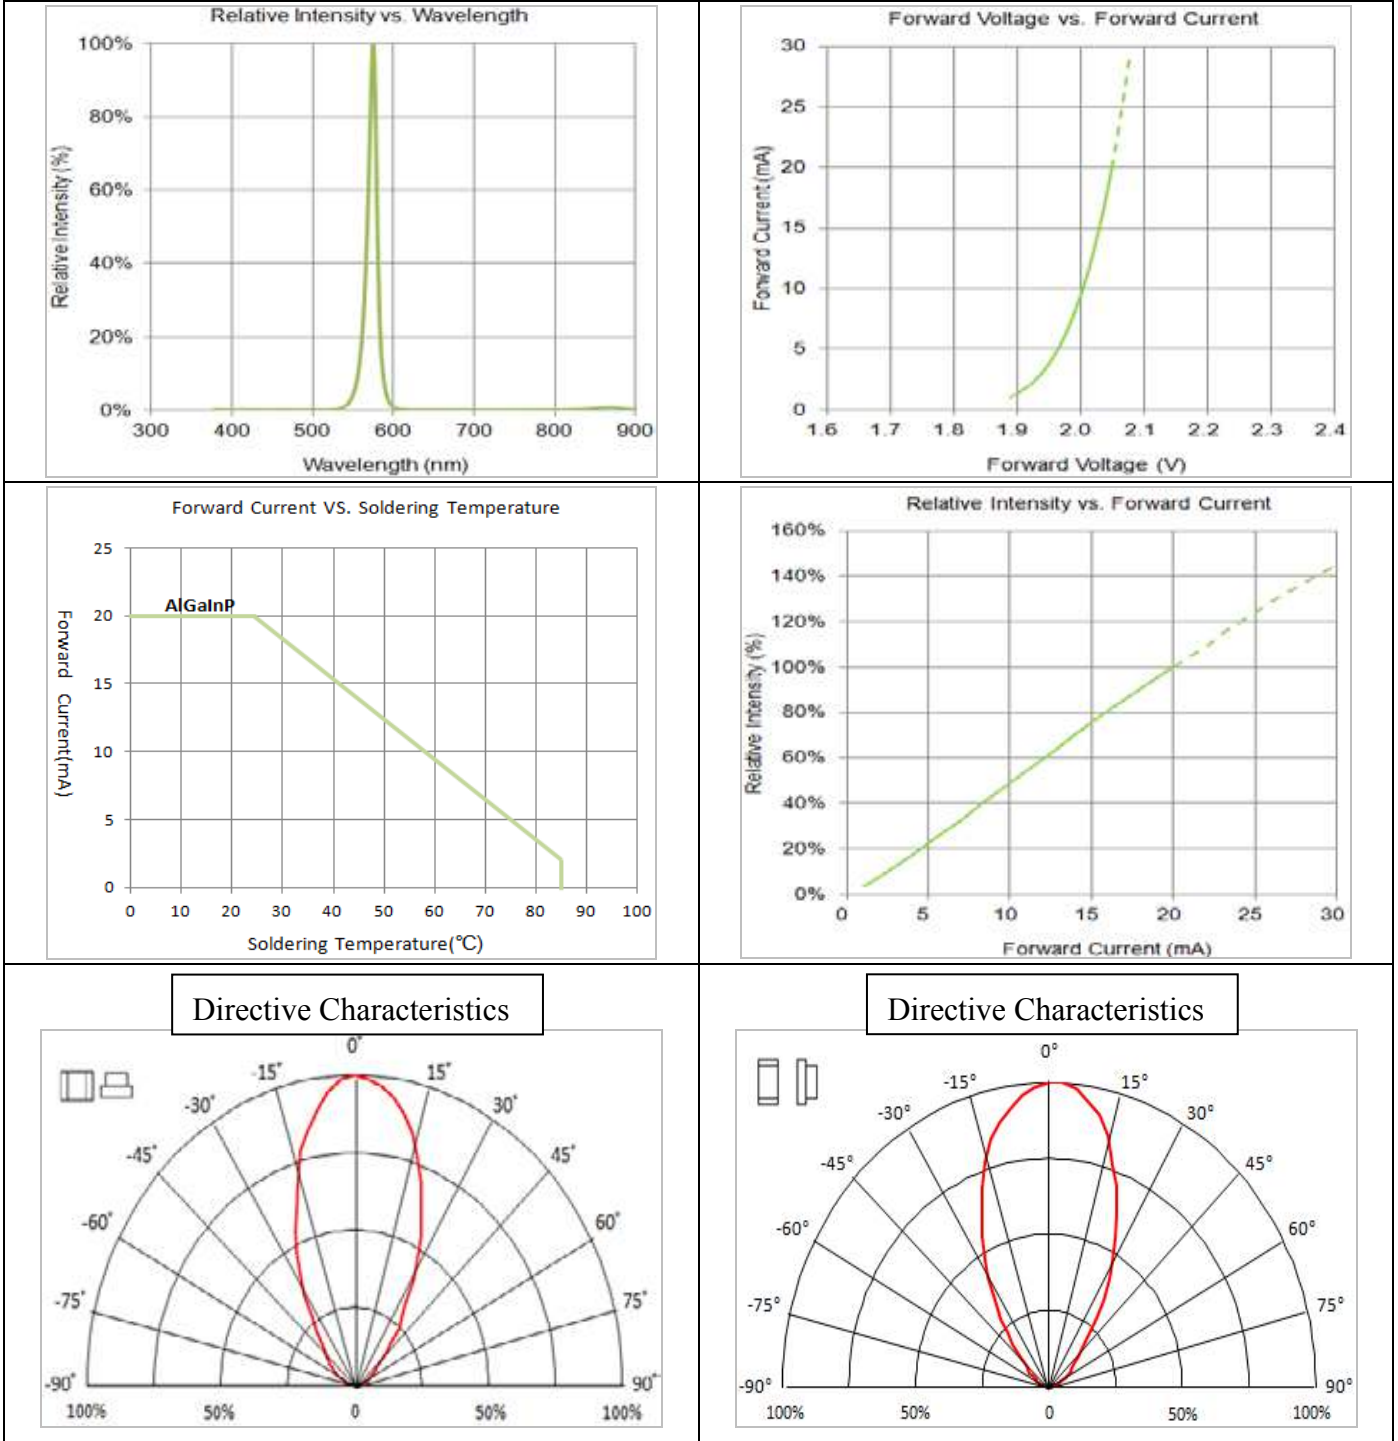 Relative Intensity vs. Wavelength
100%
80%
60%
40%
20%
0%
Relative Intensity (%)
300 400 500 600 700 800 900
Wavelength (nm)
Forward Voltage vs. Forward Current
30
25
20
15
10
5
0
Forward Current (mA)
1.6 1.7 1.8 1.9 2.0 2.1 2.2 2.3 2.4
Forward Voltage (V)
Forward Current VS. Soldering Temperature
25
20
15
10
5
0
AlGaInP
Forward Current(mA)
0 10 20 30 40 50 60 70 80 90 100
Soldering Temperature(℃)
Relative Intensity vs. Forward Current
160%
140%
120%
100%
80%
60%
40%
20%
0%
Relative Intensity (%)
0 5 10 15 20 25 30
Forward Current (mA)
Directive Characteristics
0°
-15° 15°
-30° 30°
-45° 45°
-60° 60°
-75° 75°
-90° 90°
100% 50% 0 50% 100%
Directive Characteristics
0°
-15° 15°
-30° 30°
-45° 45°
-60° 60°
-75° 75°
-90° 90°
100% 50% 0 50% 100%